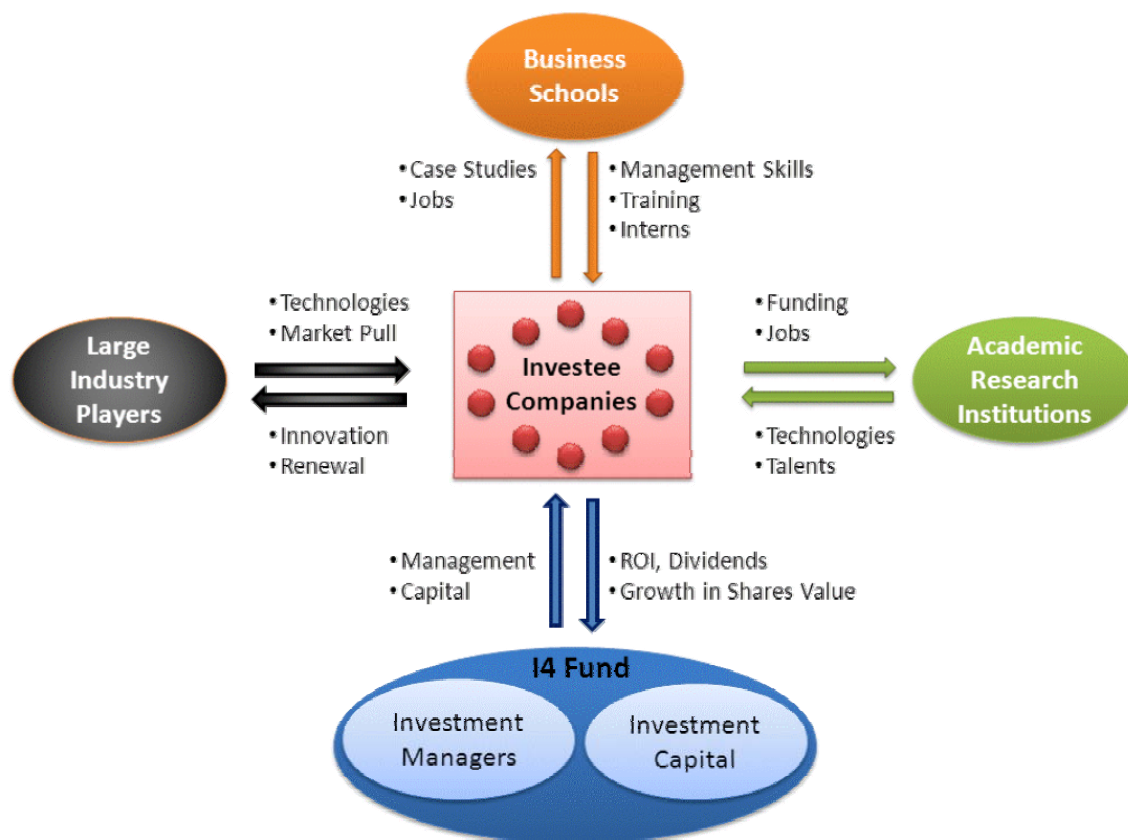 Business
Schools
• Case Studies
• Jobs
• Management Skills
• Training
• Interns
• Technologies
• Market Pull
• Funding
• Jobs
Large
Industry
Players
Investee
Companies
Academic
Research
Institutions
• Innovation
• Renewal
• Technologies
• Talents
• Management
• Capital
• ROI, Dividends
• Growth in Shares Value
I4 Fund
Investment
Managers
Investment
Capital